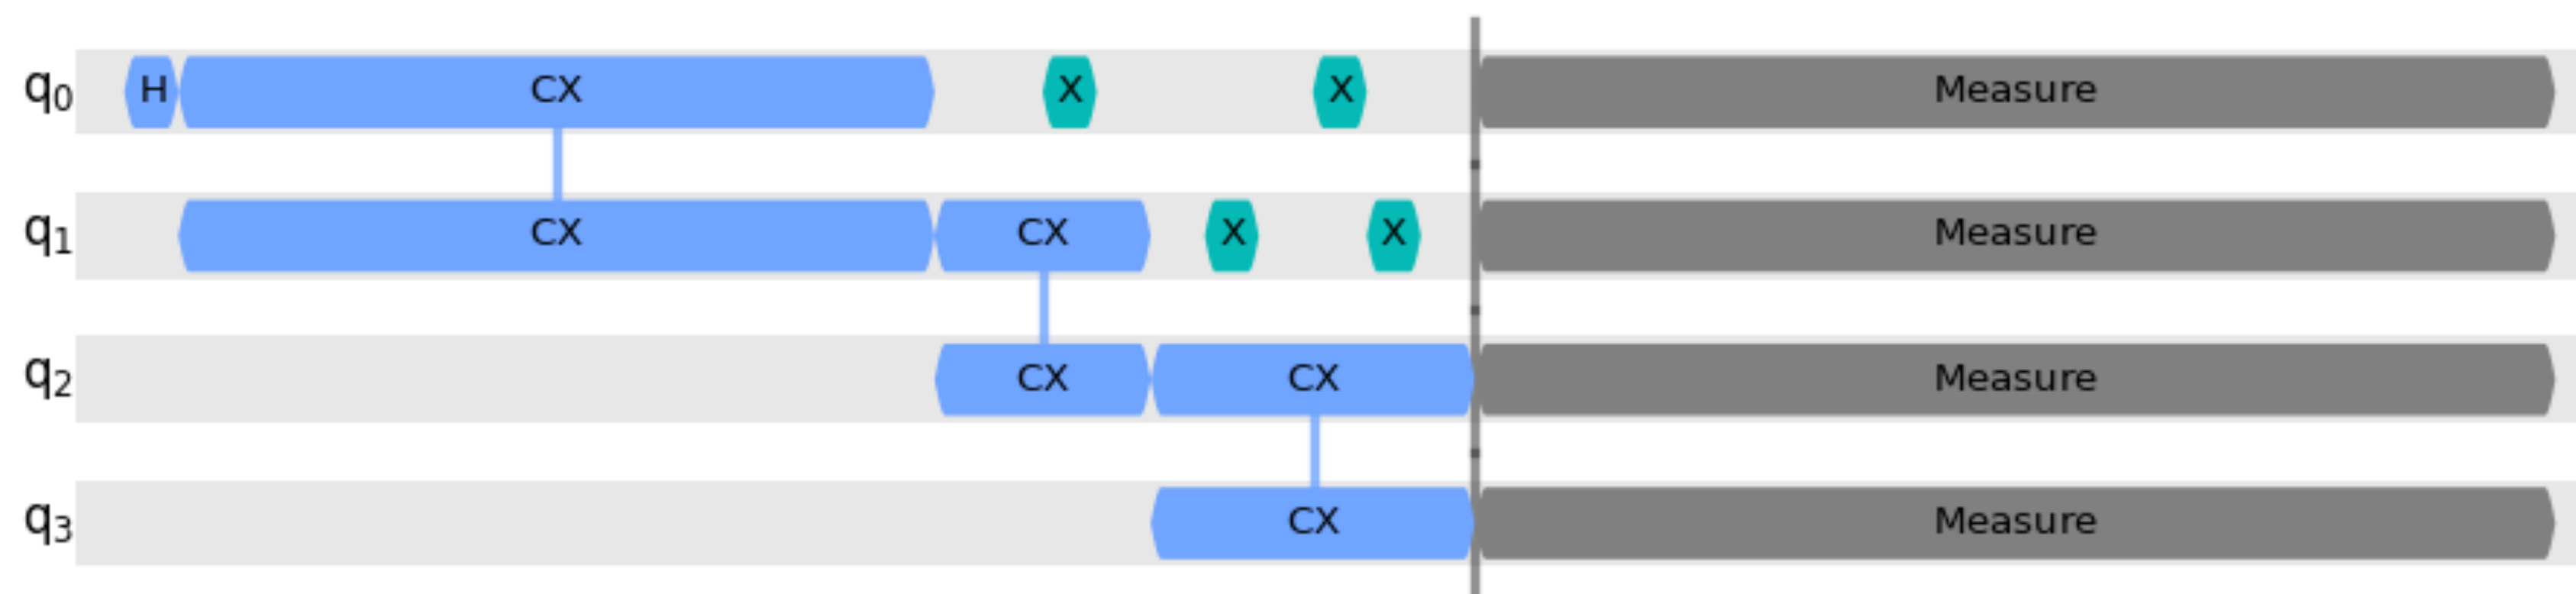 q0 H CX X X Measure
q1 CX CX X X Measure
q2 CX CX Measure
q3 CX Measure